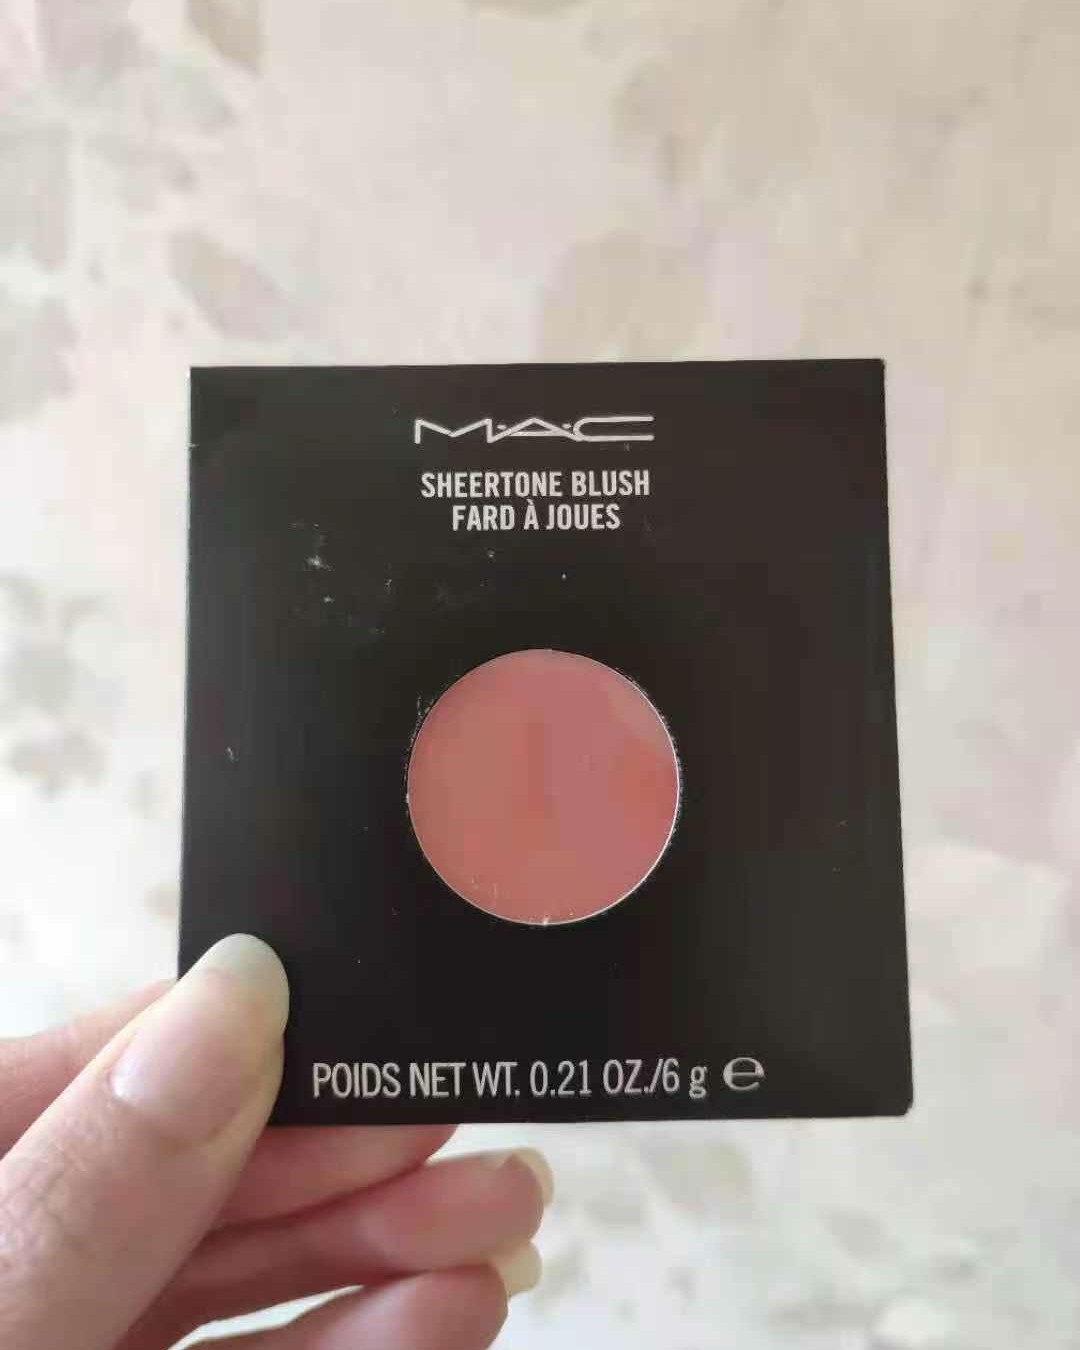 M·A·C
SHEERTONE BLUSH
FARD À JOUES
POIDS NET WT. 0.21 OZ./6 g ℮